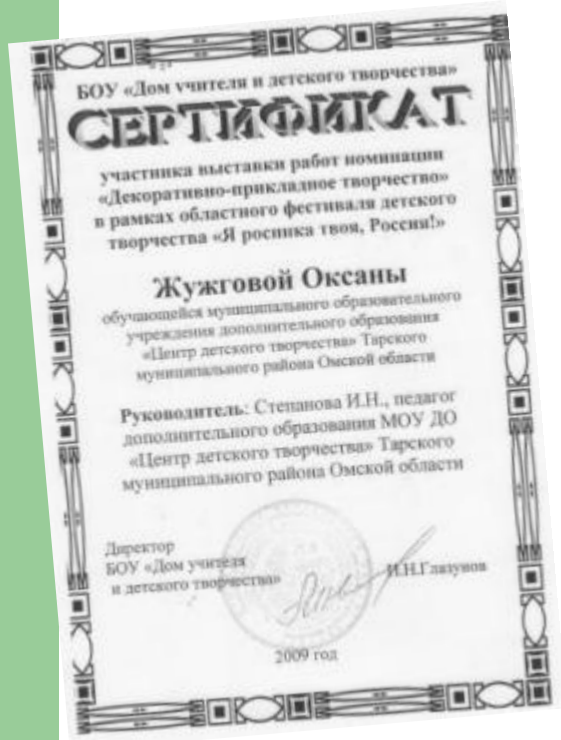 БОУ «Дом учителя и детского творчества»
СЕРТИФИКАТ
участника выставки работ номинации
«Декоративно-прикладное творчество»
в рамках областного фестиваля детского
творчества «Я росинка твоя, Россия!»
Жужговой Оксаны
обучающейся муниципального образовательного
учреждения дополнительного образования
«Центр детского творчества» Тарского
муниципального района Омской области
Руководитель: Степанова И.Н., педагог
дополнительного образования МОУ ДО
«Центр детского творчества» Тарского
муниципального района Омской области
Директор
БОУ «Дом учителя
и детского творчества»
И.Н.Глазунов
2009 год